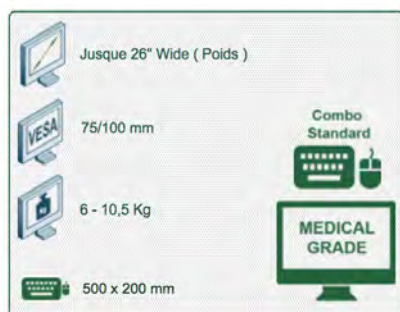 Jusque 26" Wide ( Poids )
VESA
75/100 mm
KG
6 - 10,5 Kg
500 x 200 mm
Combo
Standard
MEDICAL
GRADE